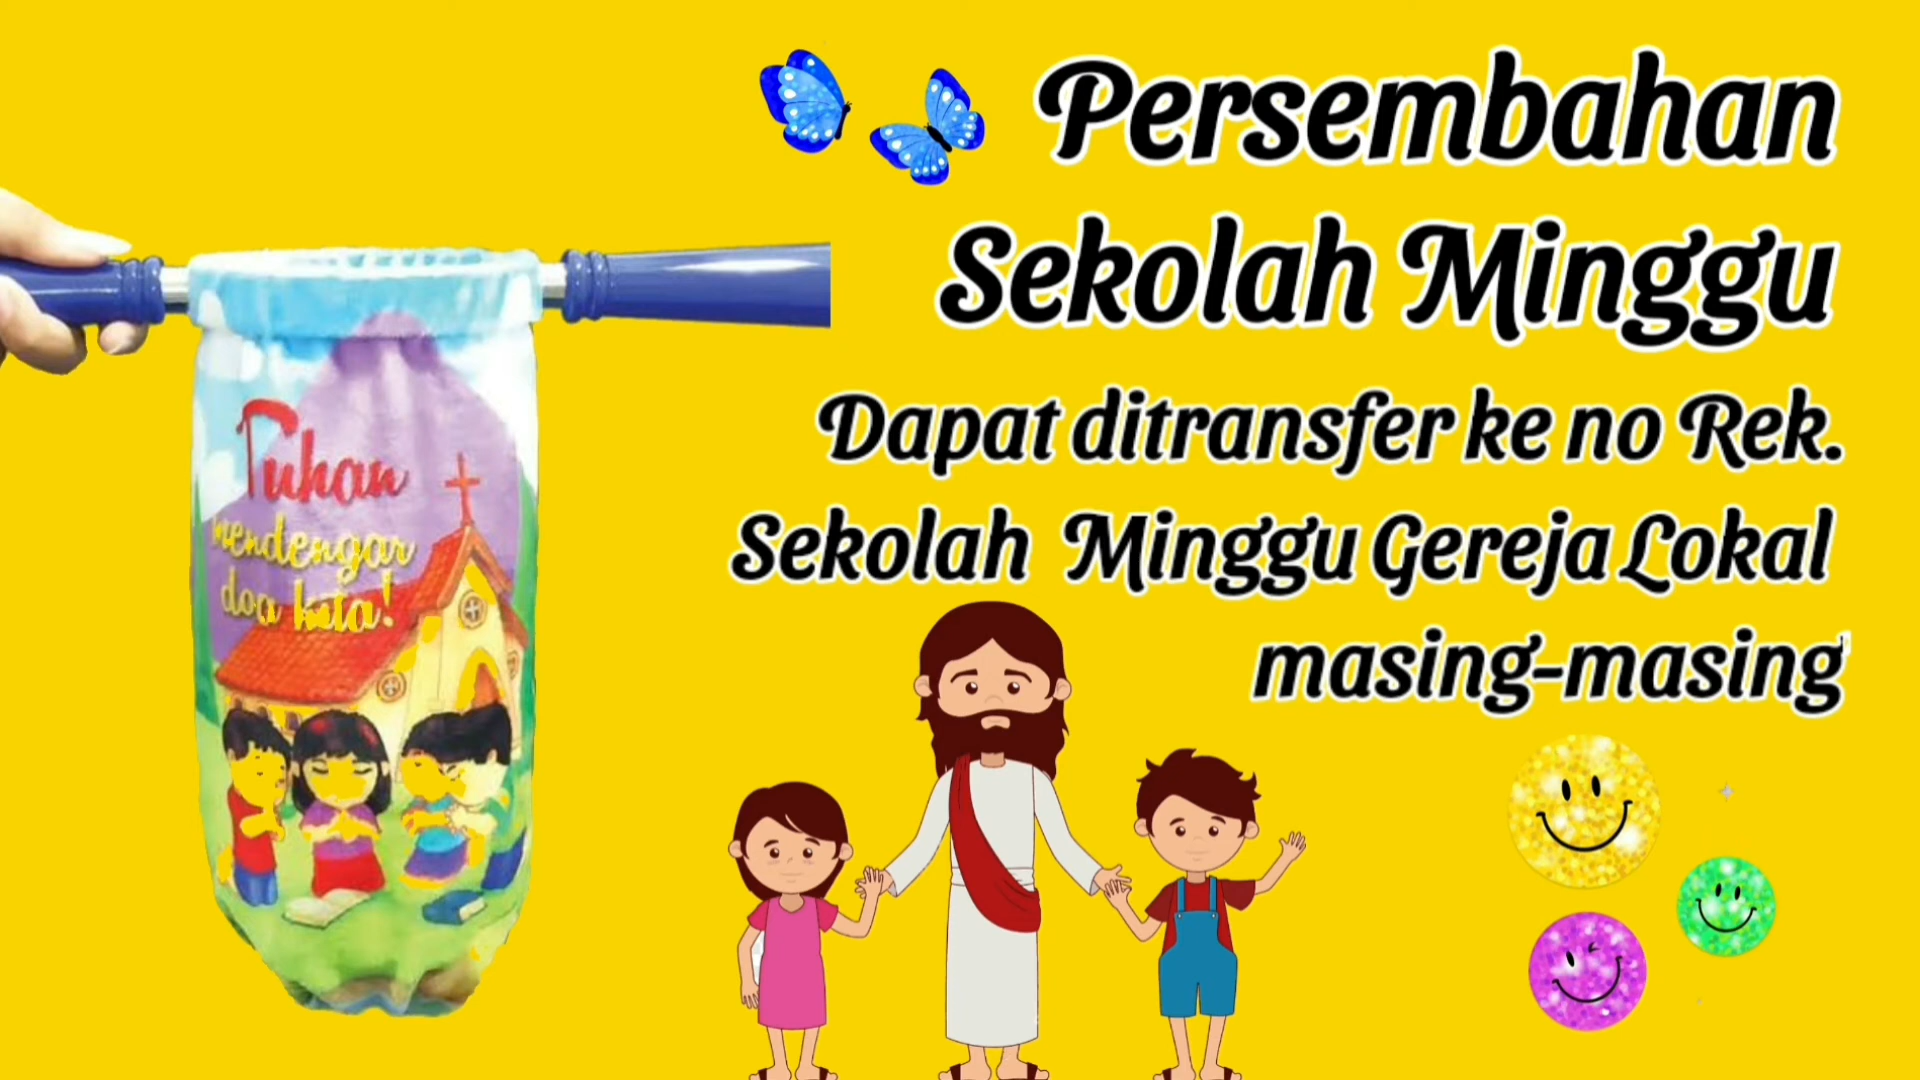 Persembahan
Sekolah Minggu
Dapat ditransfer ke no Rek.
Sekolah Minggu Gereja Lokal
masing-masing
Tuhan
mendengar
doa kita!